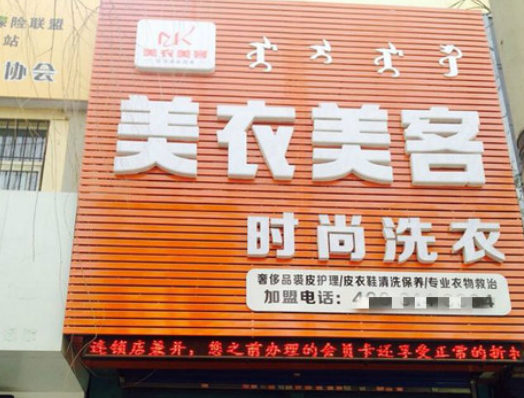 险联盟
站
协会
美衣美客
美衣美客
时尚洗衣
奢侈品裘皮护理/皮衣鞋清洗保养/专业衣物救治
加盟电话：
连锁店兼开，您之前办理的会员卡还享受正常的折扣